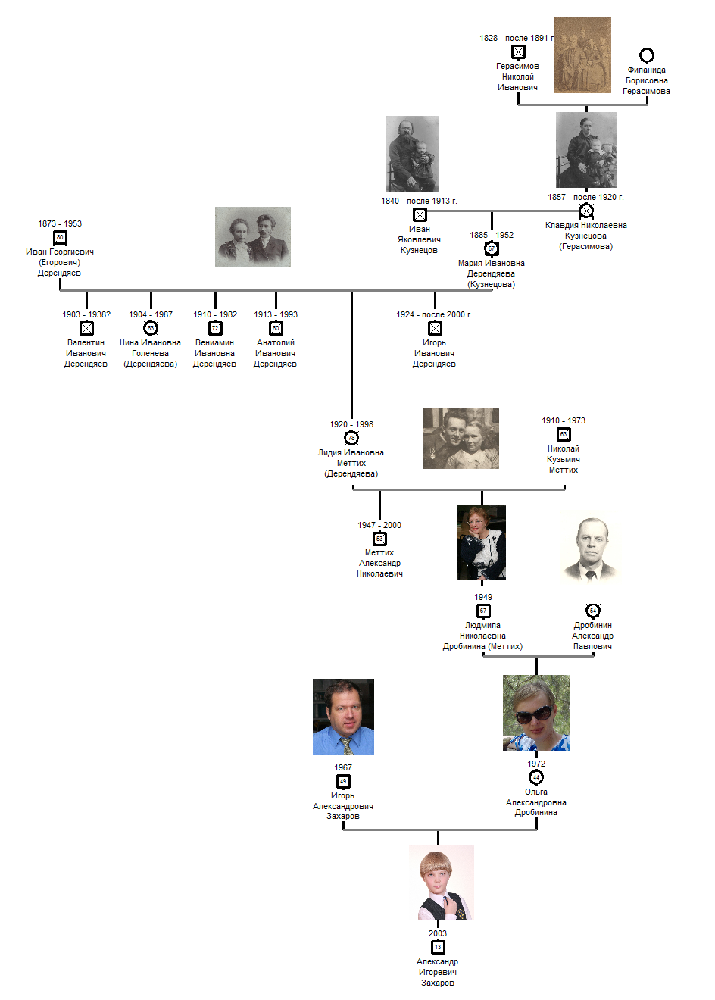 1828 - после 1891 г
Герасимов
Николай
Иванович
Филанида
Борисовна
Герасимова
1840 - после 1913 г.
Иван
Яковлевич
Кузнецов
1857 - после 1920 г.
Клавдия Николаевна
Кузнецова
(Герасимова)
1873 - 1953
80
Иван Георгиевич
(Егорович)
Дерендяев
1885 - 1952
67
Мария Ивановна
Дерендяева
(Кузнецова)
1903 - 1938?
Валентин
Иванович
Дерендяев
1904 - 1987
83
Нина Ивановна
Голенева
(Дерендяева)
1910 - 1982
72
Вениамин
Ивановна
Дерендяев
1913 - 1993
80
Анатолий
Иванович
Дерендяев
1924 - после 2000 г.
Игорь
Иванович
Дерендяев
1920 - 1998
78
Лидия Ивановна
Меттих
(Дерендяева)
1910 - 1973
63
Николай
Кузьмич
Меттих
1947 - 2000
53
Меттих
Александр
Николаевич
1949
67
Людмила
Николаевна
Дробинина (Меттих)
54
Дробинин
Александр
Павлович
1967
49
Игорь
Александрович
Захаров
1972
44
Ольга
Александровна
Дробинина
2003
13
Александр
Игоревич
Захаров